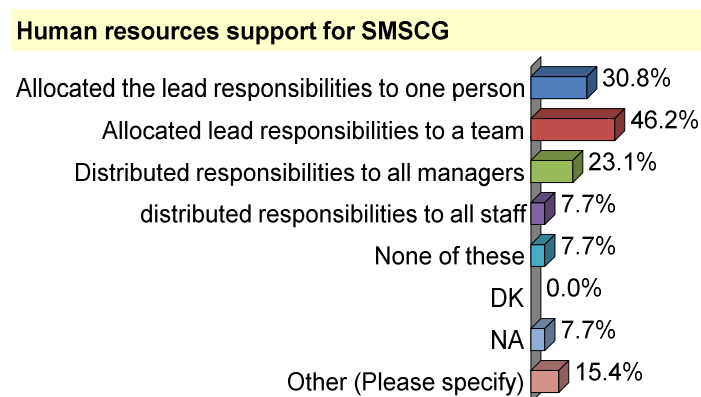 Human resources support for SMSCG
Allocated the lead responsibilities to one person 30.8%
Allocated lead responsibilities to a team 46.2%
Distributed responsibilities to all managers 23.1%
distributed responsibilities to all staff 7.7%
None of these 7.7%
DK 0.0%
NA 7.7%
Other (Please specify) 15.4%